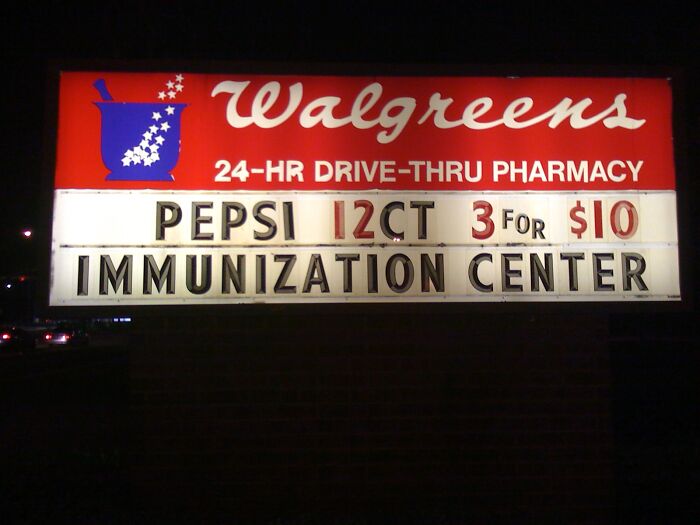 Walgreens
24-HR DRIVE-THRU PHARMACY
PEPSI 12CT 3 FOR $10
IMMUNIZATION CENTER